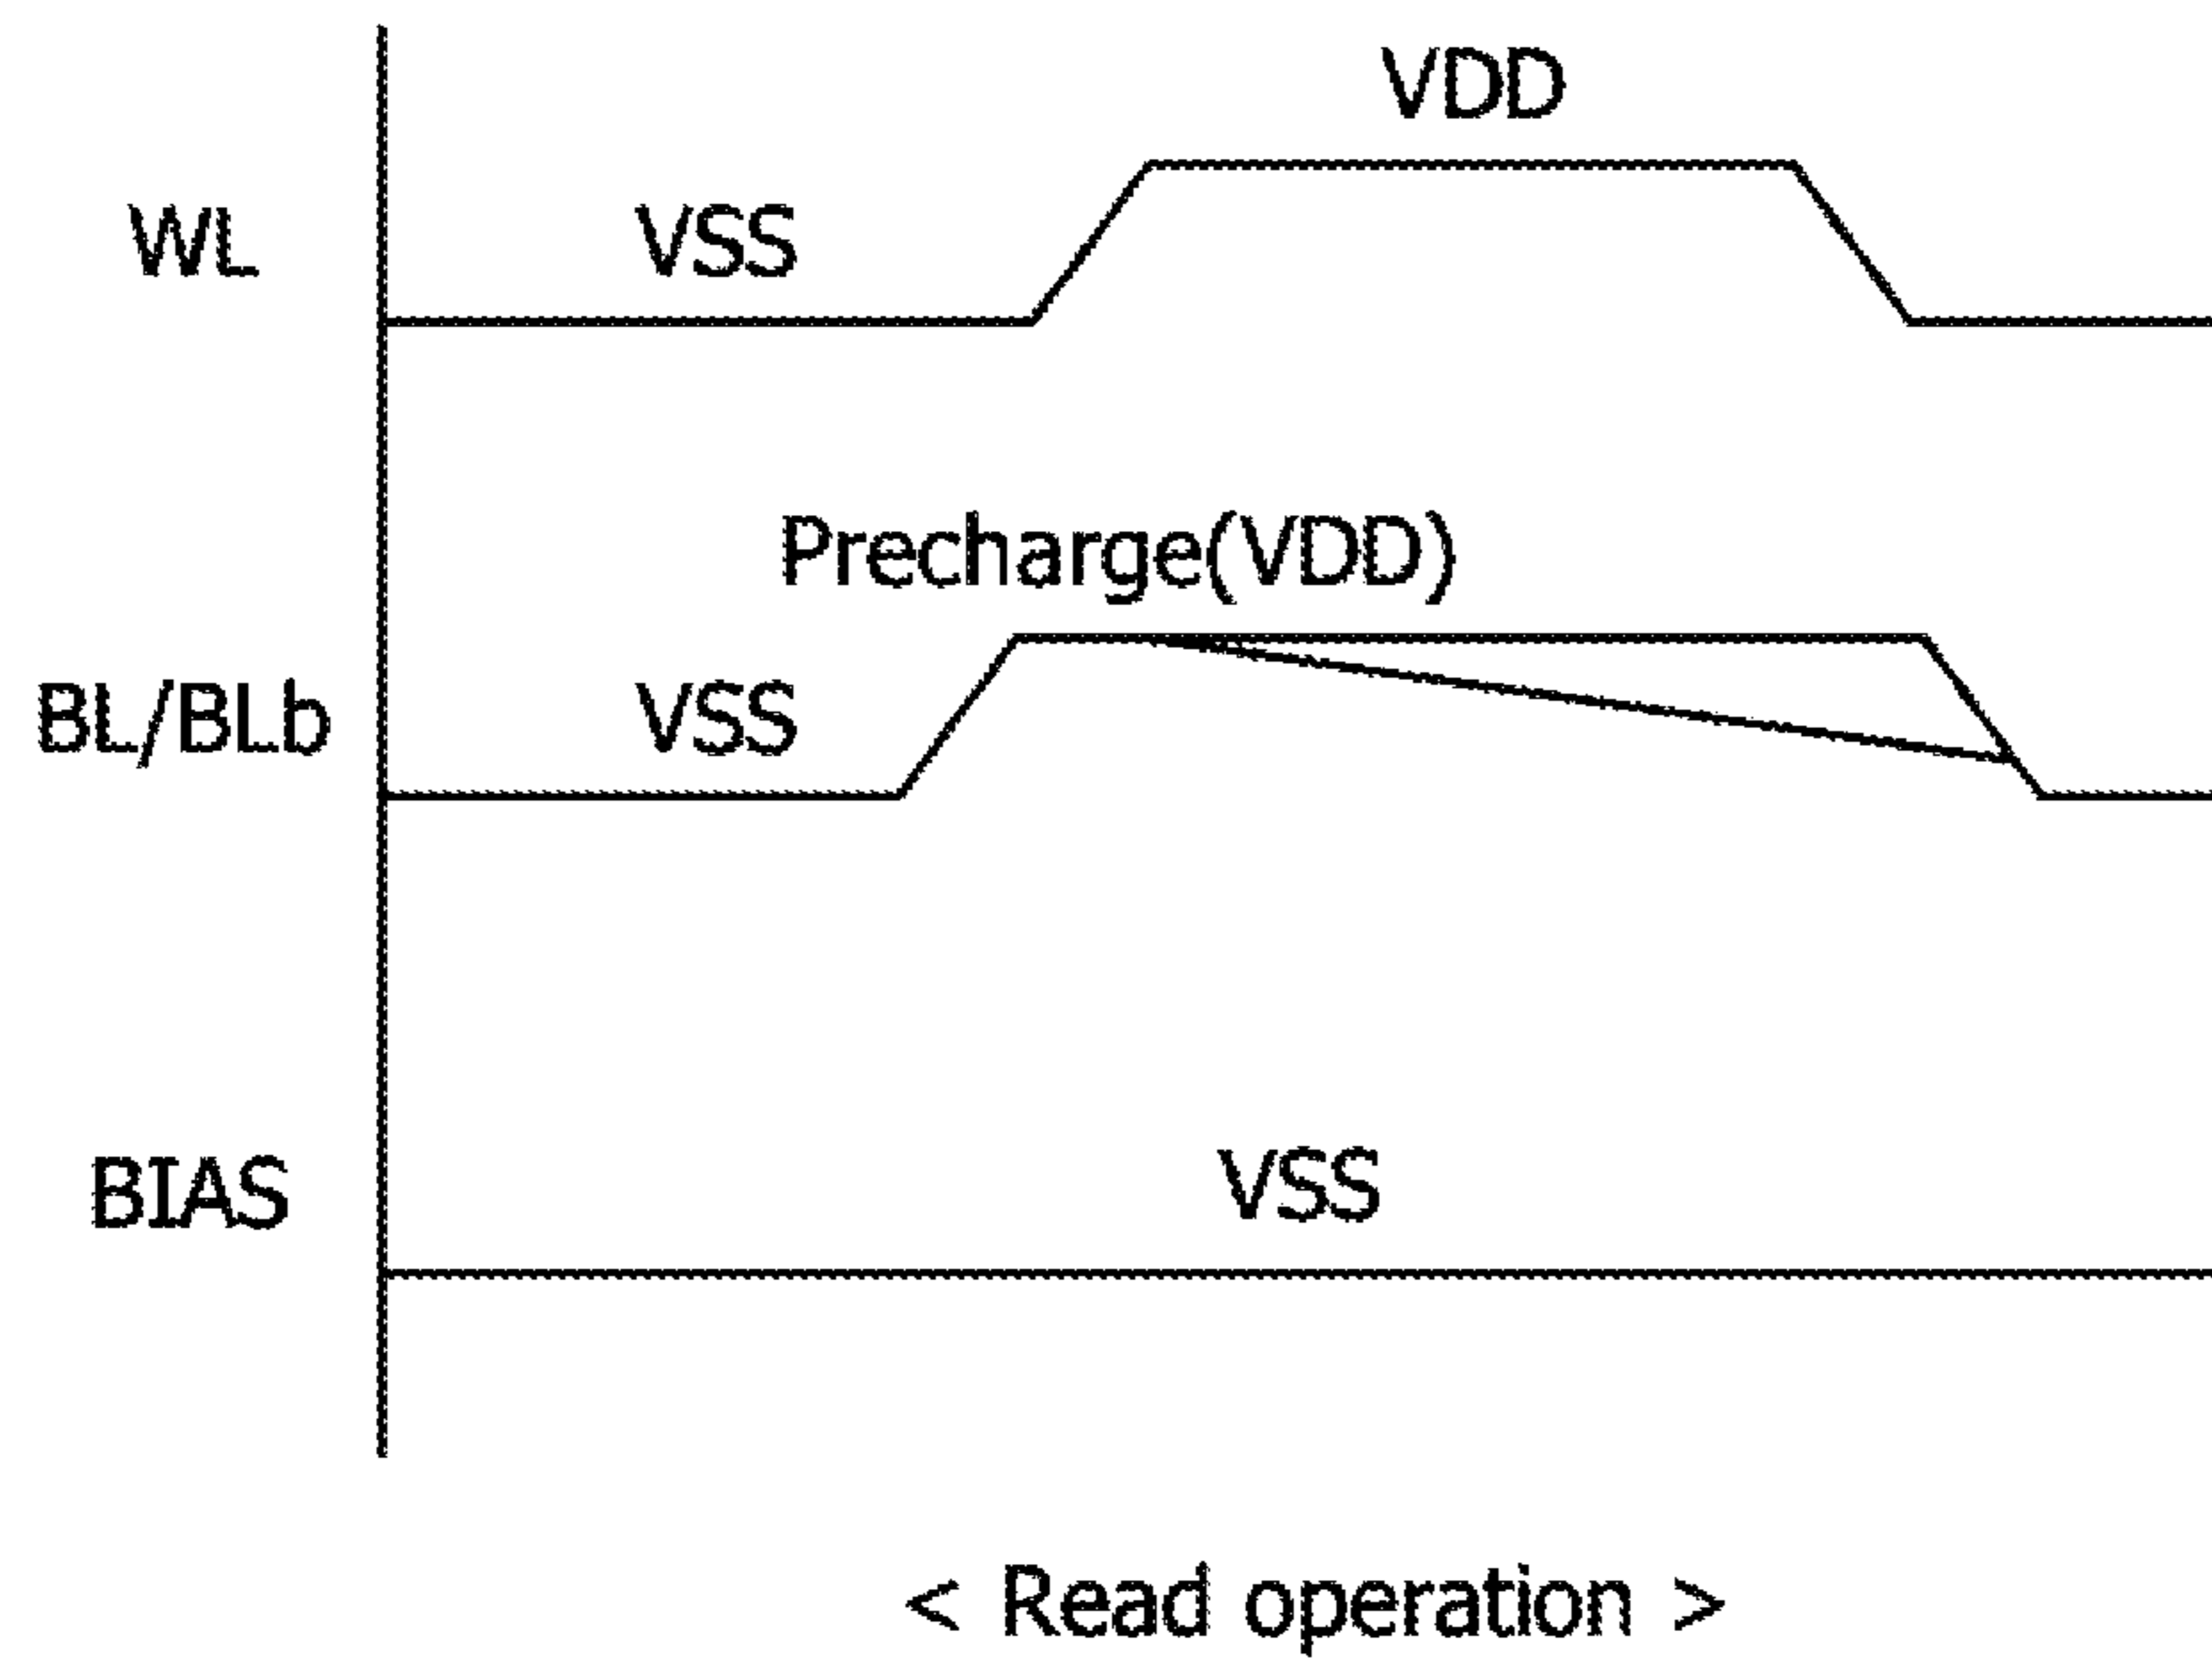 VDD
WL VSS
Precharge(VDD)
BL/BLb VSS
BIAS VSS
< Read operation >